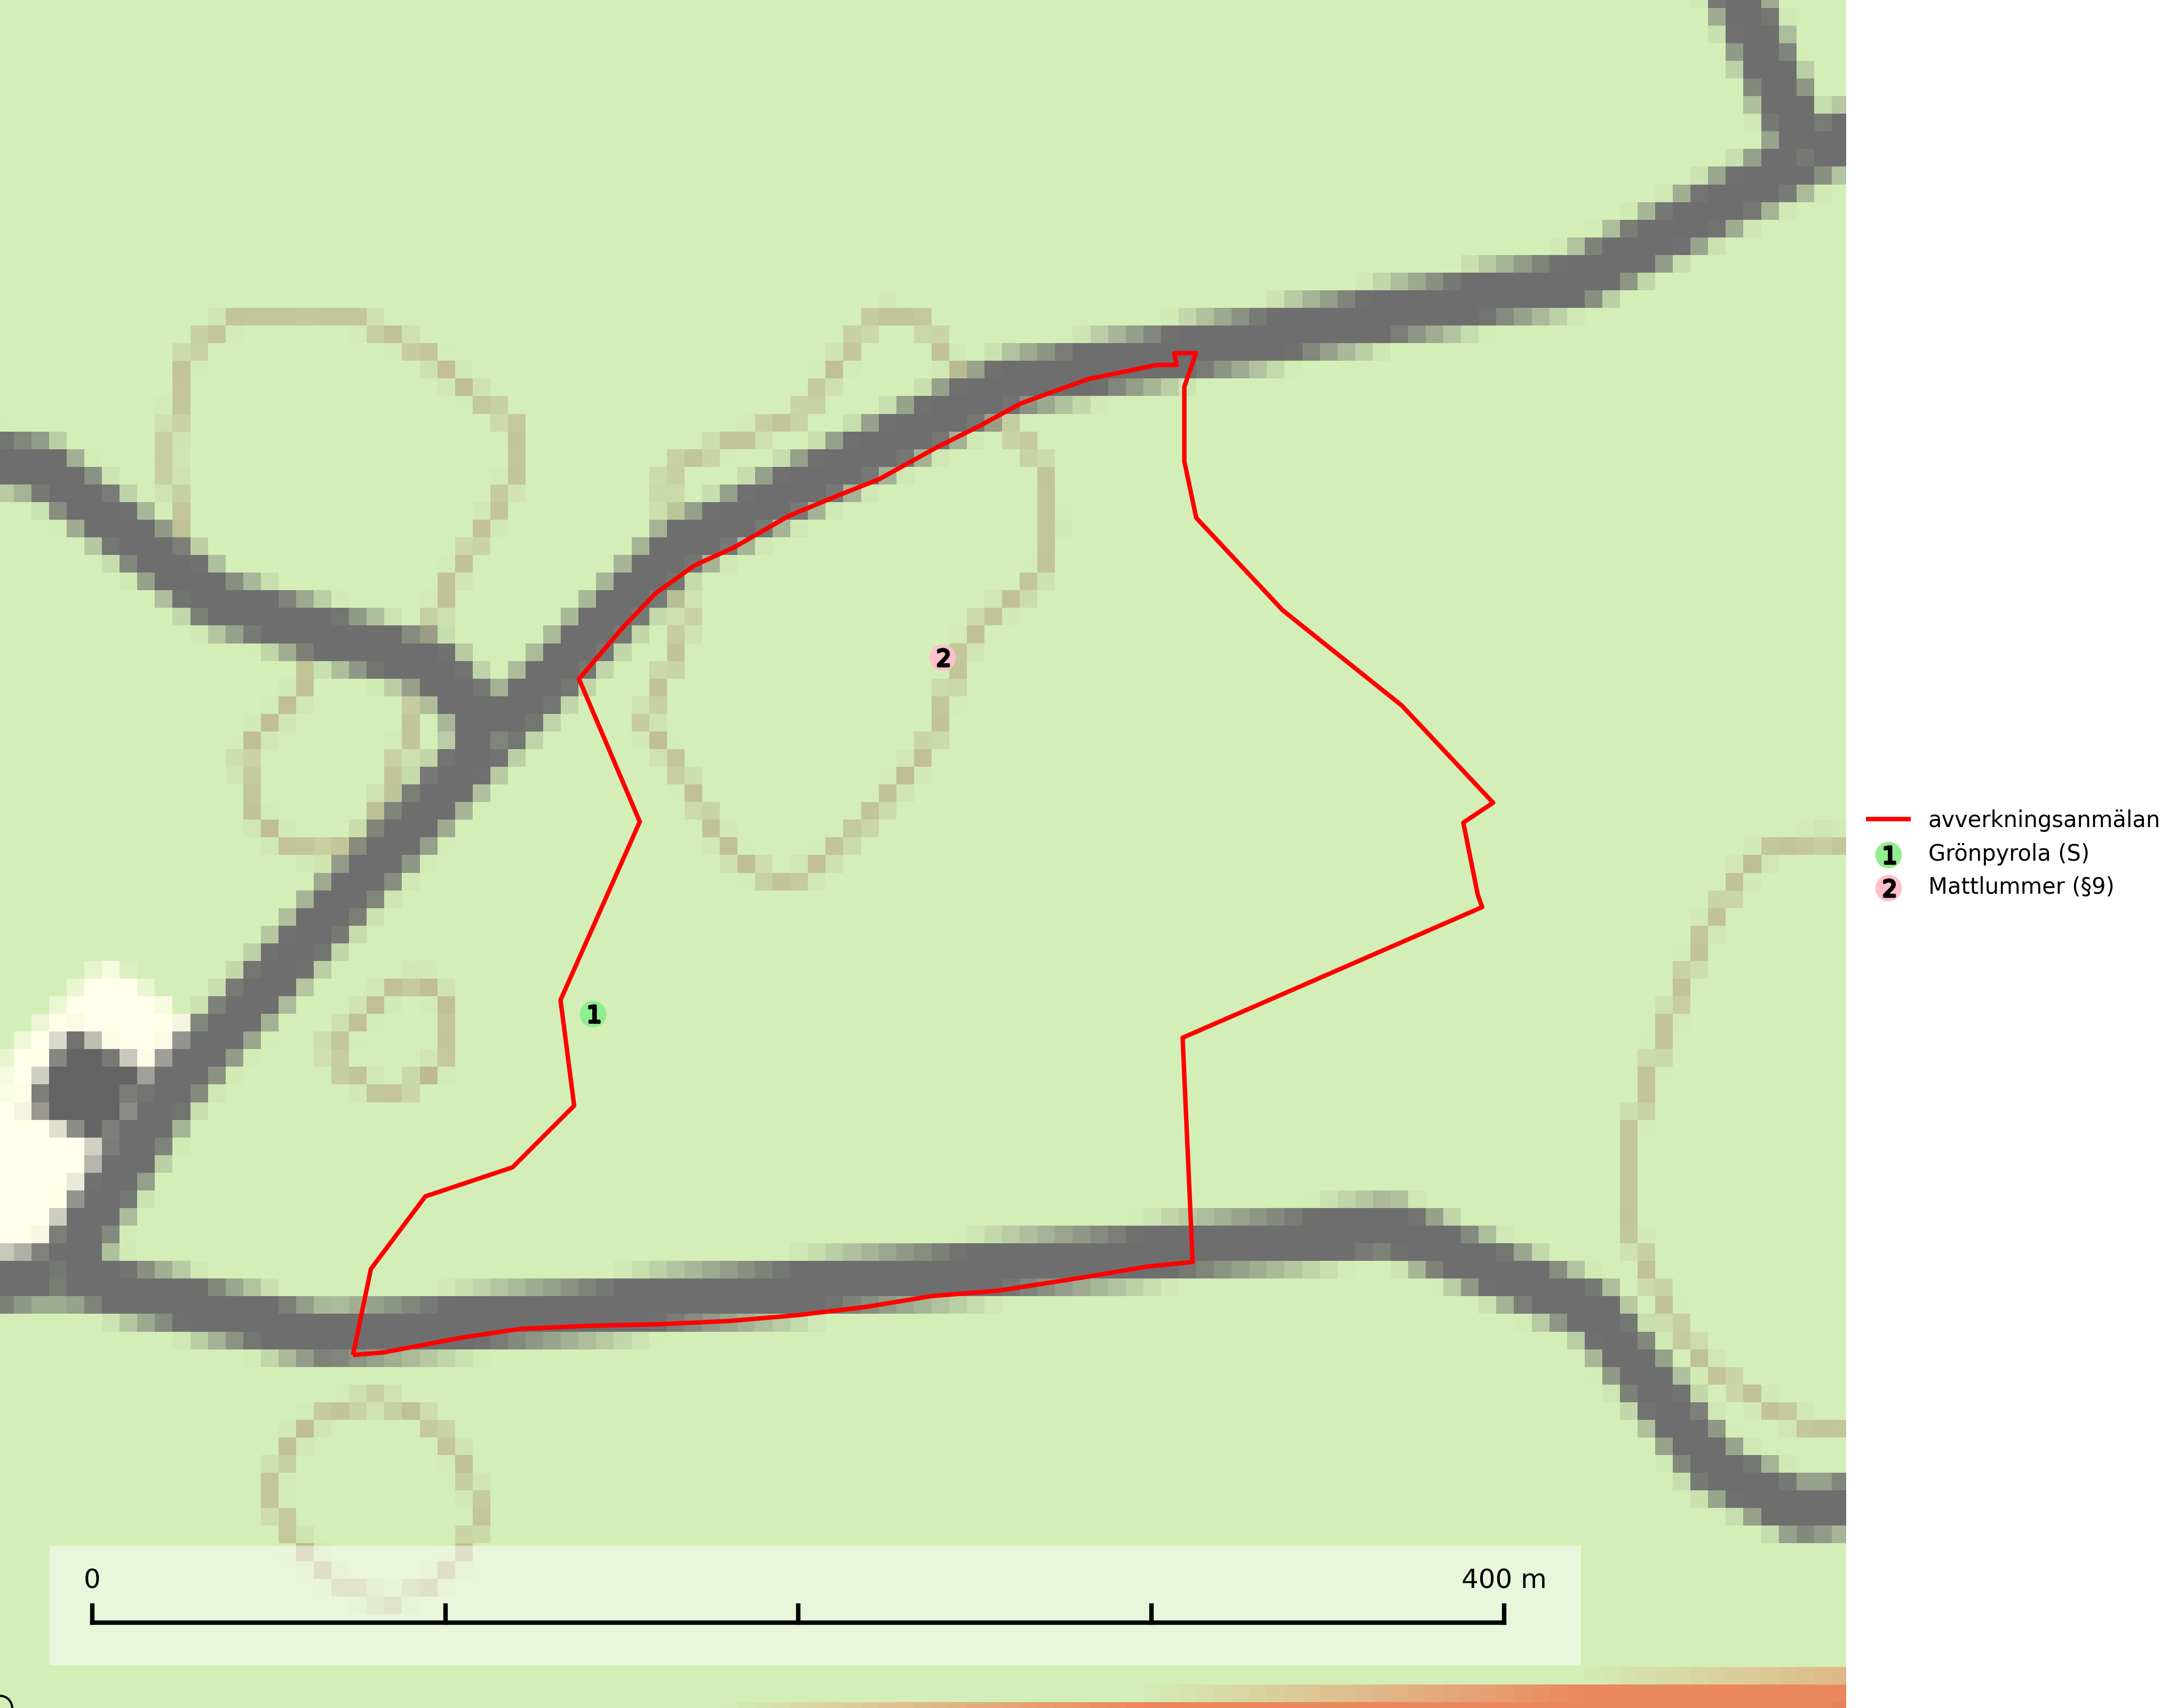 2
1
avverkningsanmälan
1 Grönpyrola (S)
2 Mattlummer (§9)
0 400 m